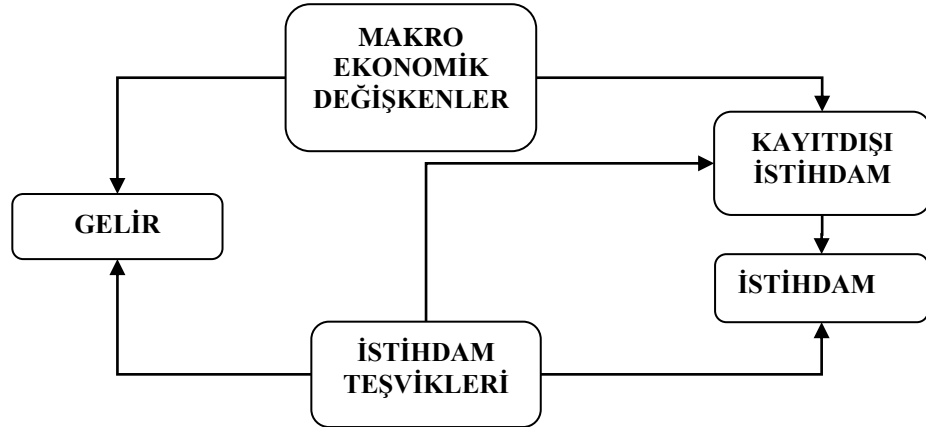 MAKRO
EKONOMİK
DEĞİŞKENLER
KAYITDIŞI
İSTİHDAM
GELİR
İSTİHDAM
İSTİHDAM
TEŞVİKLERİ